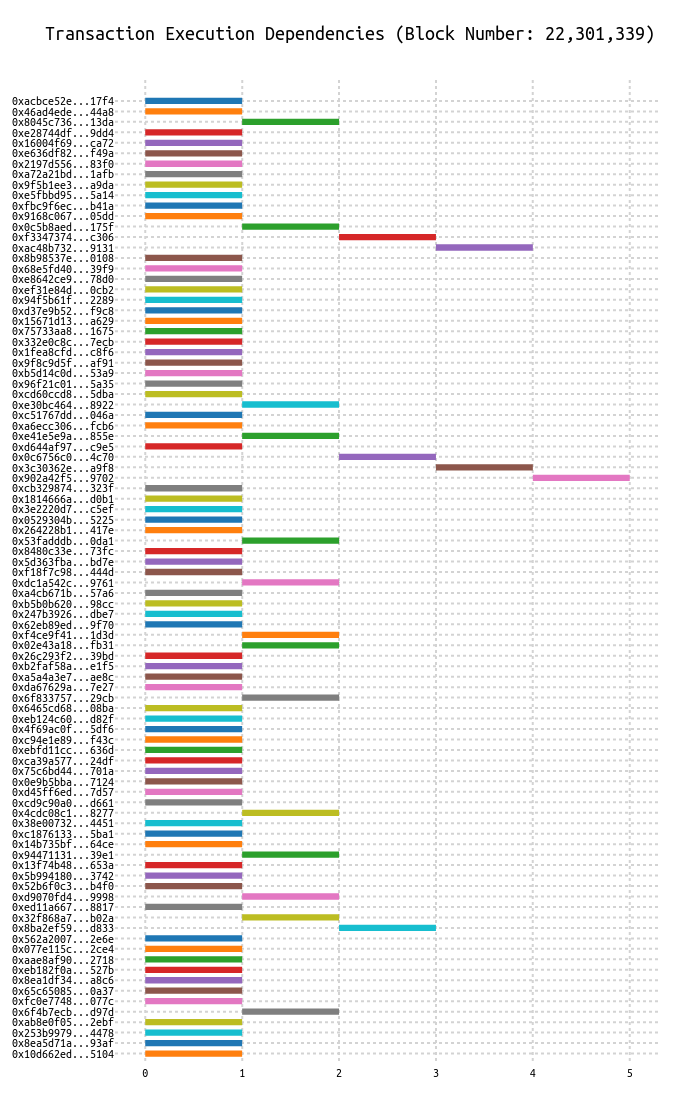 Transaction Execution Dependencies (Block Number: 22,301,339)
0xacbce52e...17f4
0x46ad4ede...44a8
0x8045c736...13da
0xe28744df...9dd4
0x16004f69...ca72
0xe636df82...f49a
0x2197d556...83f0
0xa72a21bd...1afb
0x9f5b1ee3...a9da
0xe5fbbd95...5a14
0xfbc9f6ec...b41a
0x9168c067...05dd
0x0c5b8aed...175f
0xf3347374...c306
0xac48b732...9131
0x8b98537e...0108
0x68e5fd40...39f9
0xe8642ce9...78d0
0xef31e84d...0cb2
0x94f5b61f...2289
0xd37e9b52...f9c8
0x15671d13...a629
0x75733aa8...1675
0x332e0c8c...7ecb
0x1fea8cfd...c8f6
0x9f8c9d5f...af91
0xb5d14c0d...53a9
0x96f21c01...5a35
0xcd60ccd8...5dba
0xe30bc464...8922
0xc51767dd...046a
0xa6ecc306...fcb6
0xe41e5e9a...855e
0xd644af97...c9e5
0x0c6756c0...4c70
0x3c30362e...a9f8
0x902a42f5...9702
0xcb329874...323f
0x1814666a...d0b1
0x3e2220d7...c5ef
0x0529304b...5225
0x264228b1...417e
0x53fadddb...0da1
0x8480c33e...73fc
0x5d363fba...bd7e
0xf18f7c98...444d
0xdc1a542c...9761
0xa4cb671b...57a6
0xb5b0b620...98cc
0x247b3926...dbe7
0x62eb89ed...9f70
0xf4ce9f41...1d3d
0x02e43a18...fb31
0x26c293f2...39bd
0xb2faf58a...e1f5
0xa5a4a3e7...ae8c
0xda67629a...7e27
0x6f833757...29cb
0x6465cd68...08ba
0xeb124c60...d82f
0x4f69ac0f...5df6
0xc94e1e89...f43c
0xebfd11cc...636d
0xca39a577...24df
0x75c6bd44...701a
0x0e9b5bba...7124
0xd45ff6ed...7d57
0xcd9c90a0...d661
0x4cdc08c1...8277
0x38e00732...4451
0xc1876133...5ba1
0x14b735bf...64ce
0x94471131...39e1
0x13f74b48...653a
0x5b994180...3742
0x52b6f0c3...b4f0
0xd9070fd4...9998
0xed11a667...8817
0x32f868a7...b02a
0x8ba2ef59...d833
0x562a2007...2e6e
0x077e115c...2ce4
0xaae8af90...2718
0xeb182f0a...527b
0x8ea1df34...a8c6
0x65c65085...0a37
0xfc0e7748...077c
0x6f4b7ecb...d97d
0xab8e0f05...2ebf
0x253b9979...4478
0x8ea5d71a...93af
0x10d662ed...5104
0 1 2 3 4 5